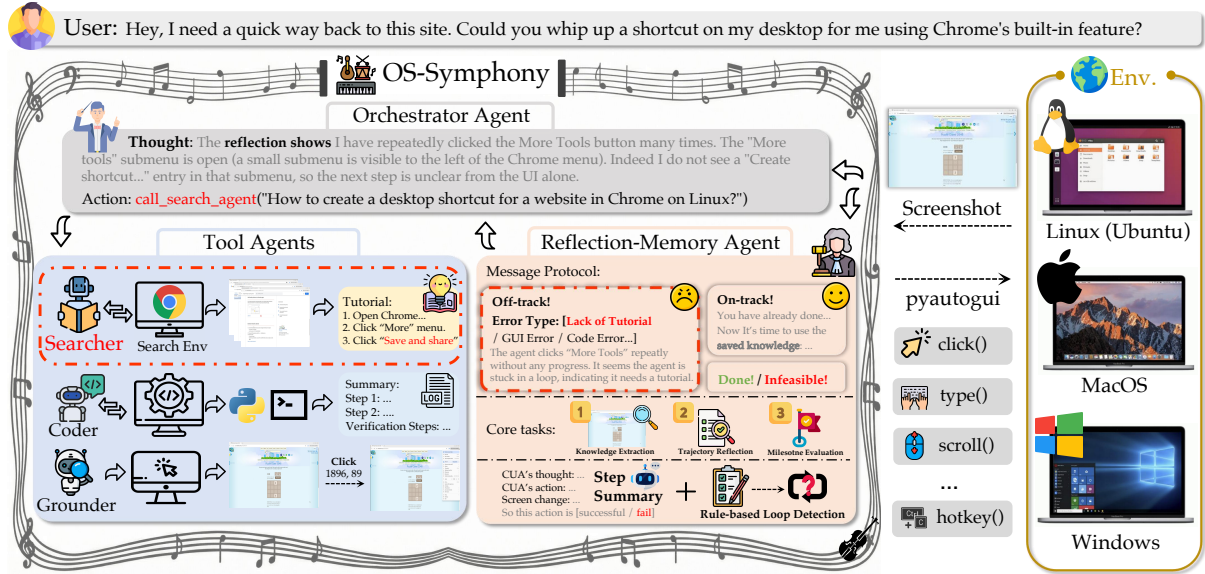 User: Hey, I need a quick way back to this site. Could you whip up a shortcut on my desktop for me using Chrome's built-in feature?
OS-Symphony
Orchestrator Agent
Thought: The reflection shows I have repeatedly clicked the More Tools button many times. The "More
tools" submenu is open (a small submenu is visible to the left of the Chrome menu). Indeed I do not see a "Create
shortcut..." entry in that submenu, so the next step is unclear from the UI alone.
Action: call_search_agent("How to create a desktop shortcut for a website in Chrome on Linux?")
Tool Agents
Searcher
Search Env
Tutorial:
1. Open Chrome...
2. Click "More" menu.
3. Click "Save and share"
Coder
Summary:
Step 1: ....
Step 2: ....
Verification Steps: ...
LOG
Grounder
Click
1896, 89
Reflection-Memory Agent
Message Protocol:
Off-track!
Error Type: [Lack of Tutorial
/ GUI Error / Code Error...]
The agent clicks "More Tools" repeatly
without any progress. It seems the agent is
stuck in a loop, indicating it needs a tutorial.
On-track!
You have already done...
Now It's time to use the
saved knowledge: ...
Done! / Infeasible!
Core tasks:
1
Knowledge Extraction
2
Trajectory Reflection
3
Milesotne Evaluation
CUA's thought: ...
CUA's action: ...
Screen change: ...
So this action is [successful / fail]
Step
Summary
+
Rule-based Loop Detection
Screenshot
pyautogui
click()
type()
scroll()
...
hotkey()
Env.
Linux (Ubuntu)
MacOS
Windows